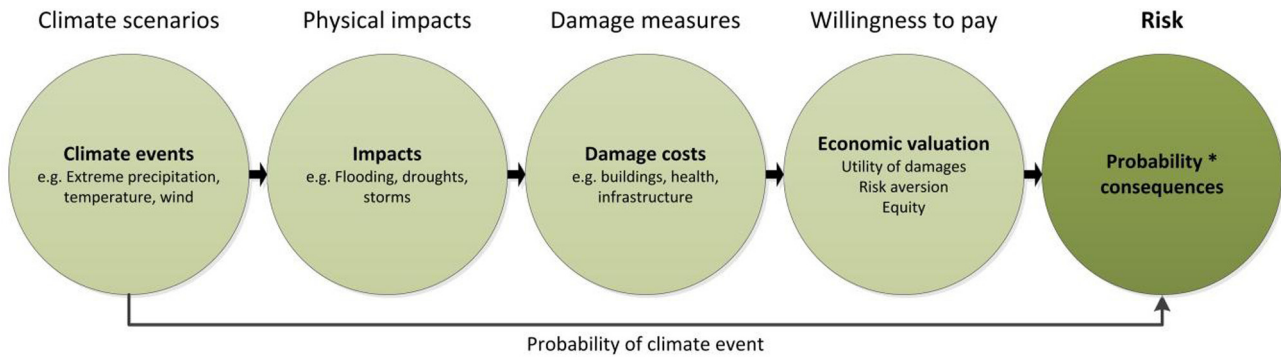 Climate scenarios
Physical impacts
Damage measures
Willingness to pay
Risk
Climate events
e.g. Extreme precipitation,
temperature, wind
Impacts
e.g. Flooding, droughts,
storms
Damage costs
e.g. buildings, health,
infrastructure
Economic valuation
Utility of damages
Risk aversion
Equity
Probability *
consequences
Probability of climate event